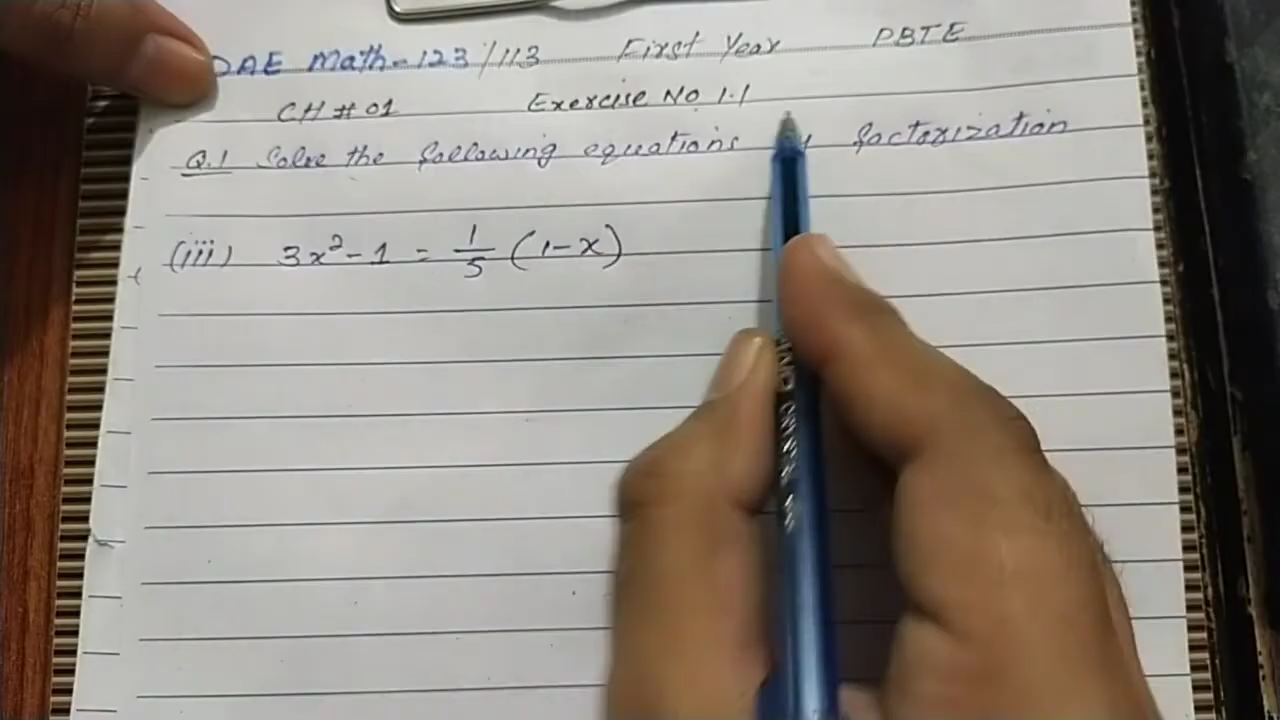 DAE Math-123/113 First Year PBTE
CH # 01 Exercise No 1.1
Q.1 Solve the following equations factorization
(iii) 3x² - 1 = 1/5 (1-x)